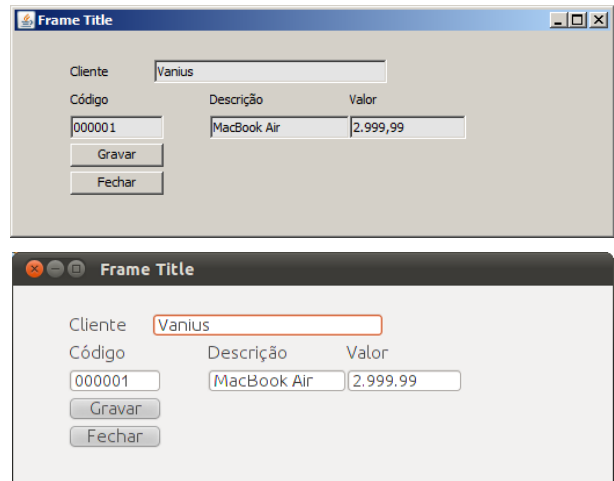 Frame Title
Cliente Vanius
Código Descrição Valor
000001 MacBook Air 2.999,99
Gravar
Fechar
Frame Title
Cliente Vanius
Código Descrição Valor
000001 MacBook Air 2.999.99
Gravar
Fechar